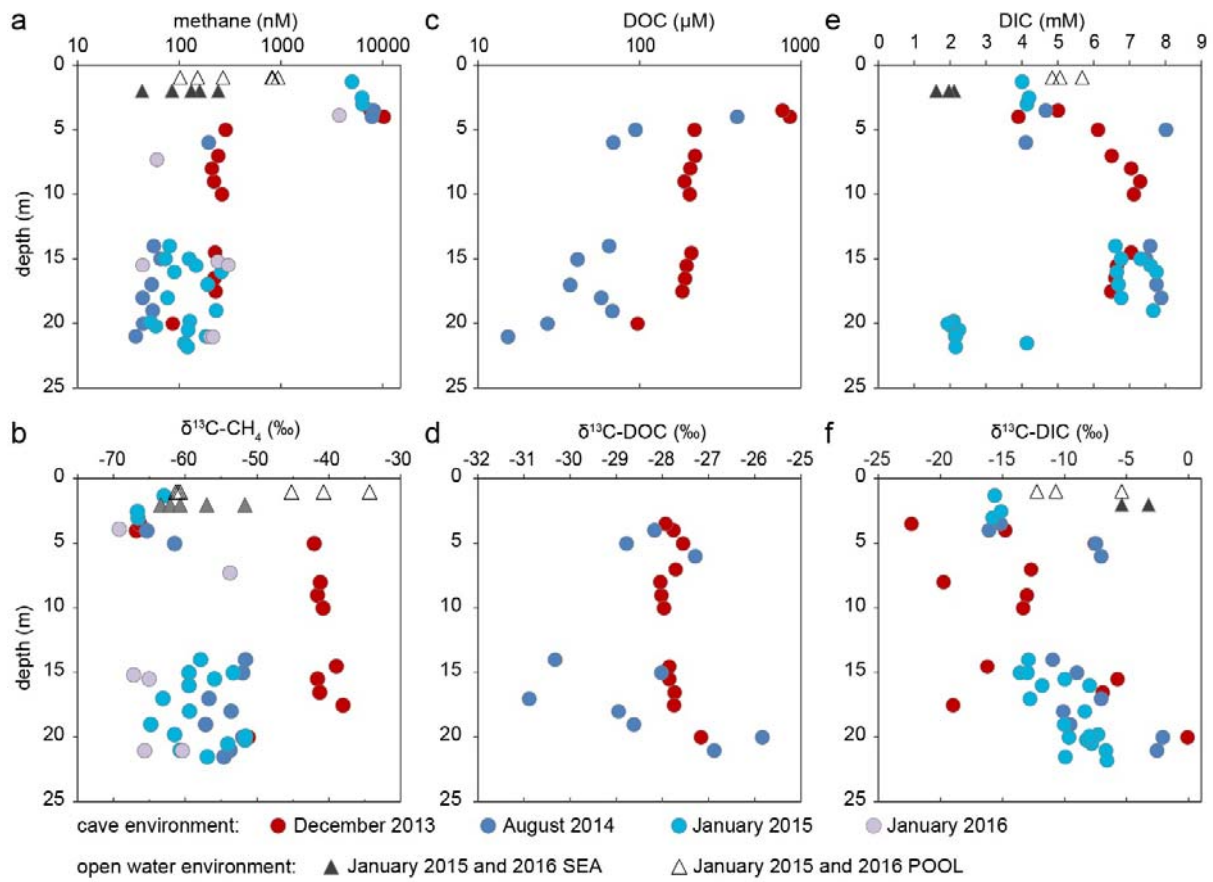 a methane (nM) c DOC (µM) e DIC (mM)
10 100 1000 10000 10 100 1000 0 1 2 3 4 5 6 7 8 9
0 0 0
5 5 5
10 10 10
15 15 15
20 20 20
25 25 25
depth (m)
b δ¹³C-CH₄ (‰) d δ¹³C-DOC (‰) f δ¹³C-DIC (‰)
-70 -60 -50 -40 -30 -32 -31 -30 -29 -28 -27 -26 -25 -25 -20 -15 -10 -5 0
0 0 0
5 5 5
10 10 10
15 15 15
20 20 20
25 25 25
depth (m)
cave environment: December 2013 August 2014 January 2015 January 2016
open water environment: January 2015 and 2016 SEA January 2015 and 2016 POOL